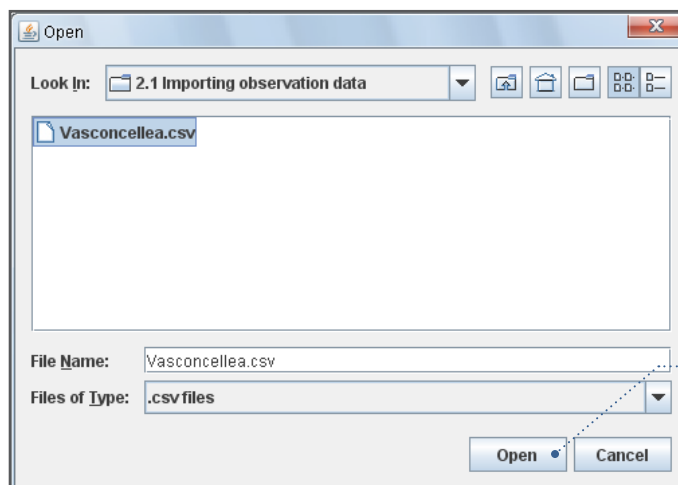 Open
Look In: 2.1 Importing observation data
Vasconcellea.csv
File Name: Vasconcellea.csv
Files of Type: .csv files
Open Cancel